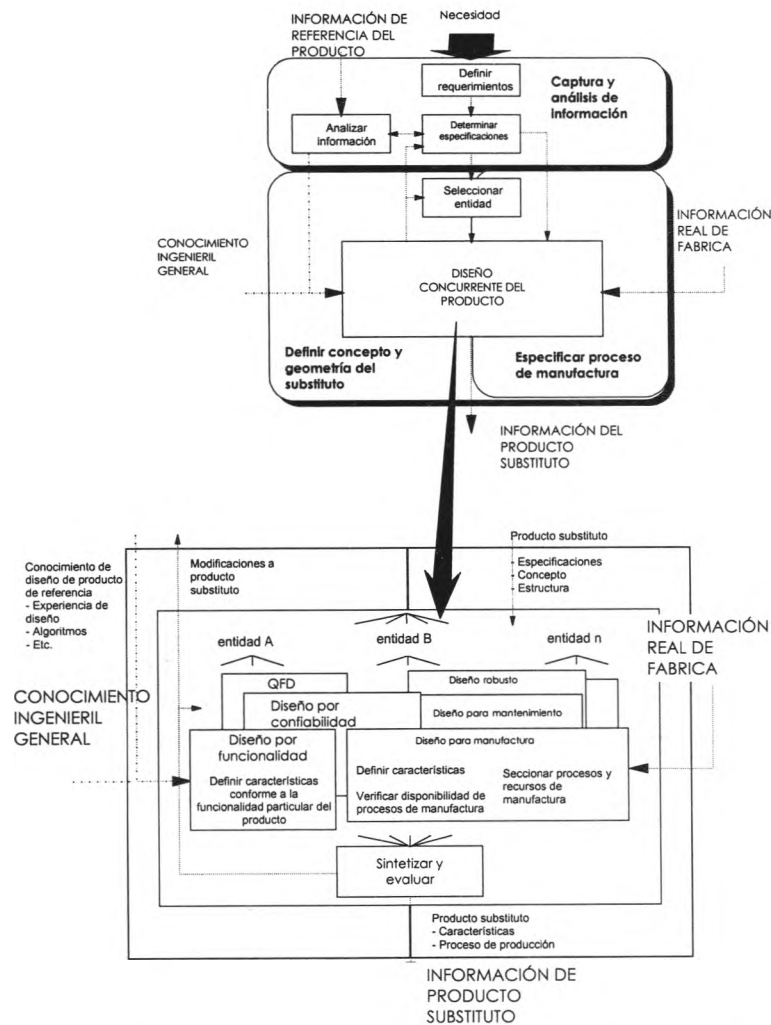 INFORMACIÓN DE
REFERENCIA DEL
PRODUCTO
Necesidad
Definir
requerimientos
Captura y
análisis de
información
Analizar
información
Determinar
especificaciones
Seleccionar
entidad
INFORMACIÓN
REAL DE
FABRICA
CONOCIMIENTO
INGENIERIL
GENERAL
DISEÑO
CONCURRENTE DEL
PRODUCTO
Definir concepto y
geometría del
substituto
Especificar proceso
de manufactura
INFORMACIÓN DEL
PRODUCTO
SUBSTITUTO
Conocimiento de
diseño de producto
de referencia
- Experiencia de
diseño
- Algoritmos
- Etc.
Modificaciones a
producto
substituto
Producto substituto
- Especificaciones
- Concepto
- Estructura
entidad A
entidad B
entidad n
INFORMACIÓN
REAL DE
FABRICA
CONOCIMIENTO
INGENIERIL
GENERAL
QFD
Diseño robusto
Diseño por
confiabilidad
Diseño para mantenimiento
Diseño por
funcionalidad
Definir características
conforme a la
funcionalidad particular del
producto
Diseño para manufactura
Definir características
Verificar disponibilidad de
procesos de manufactura
Seccionar procesos y
recursos de
manufactura
Sintetizar y
evaluar
Producto substituto
- Características
- Proceso de producción
INFORMACIÓN DE
PRODUCTO
SUBSTITUTO